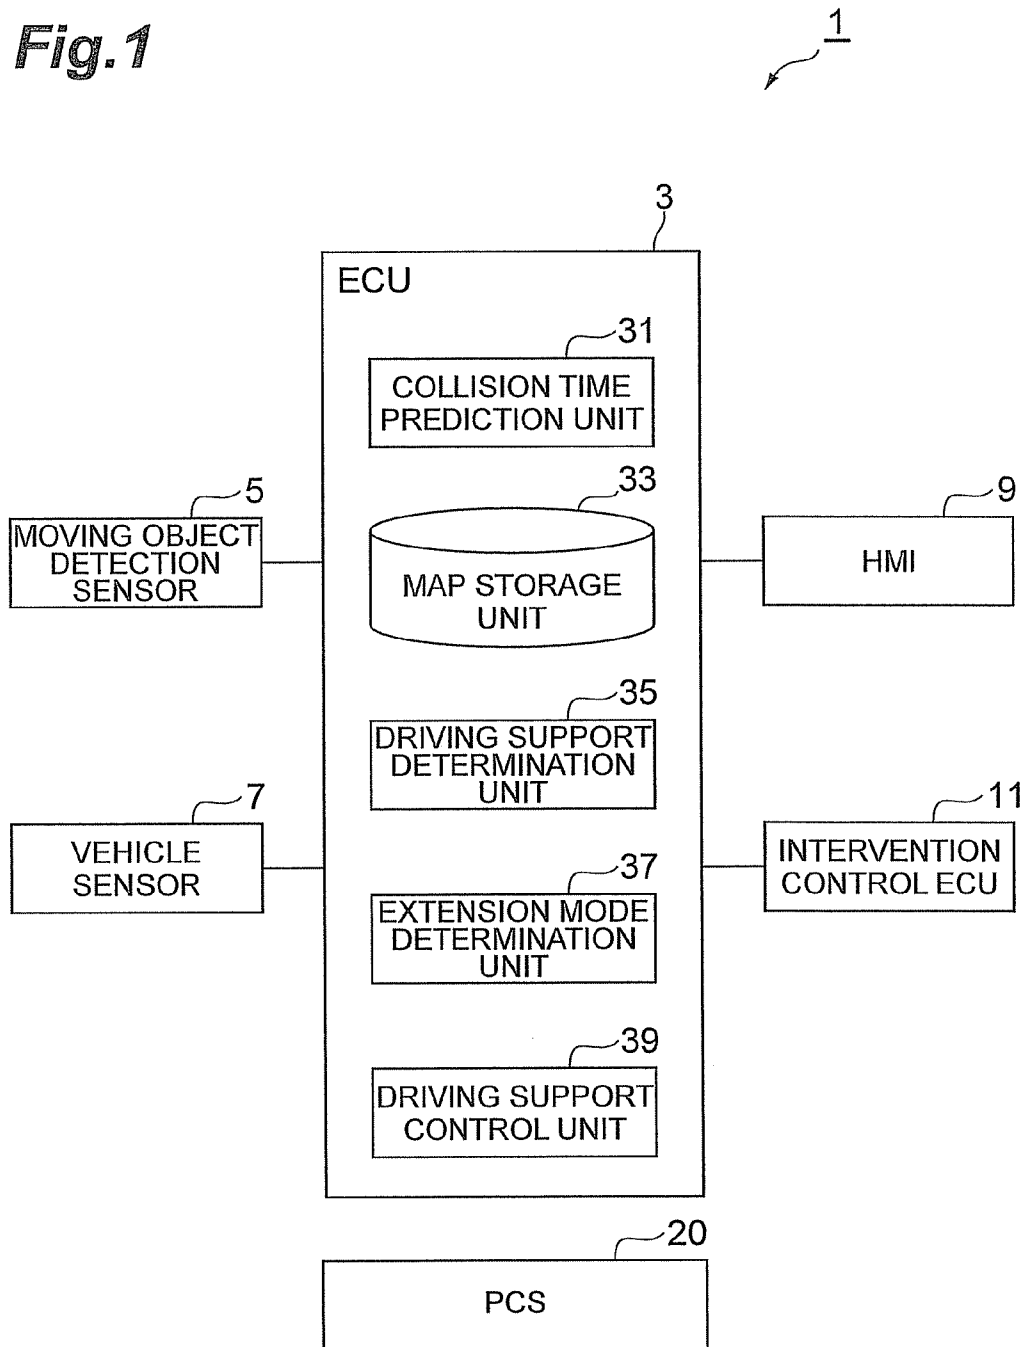 Fig.1
1
3
ECU
31
COLLISION TIME
PREDICTION UNIT
33
MAP STORAGE
UNIT
5
MOVING OBJECT
DETECTION
SENSOR
9
HMI
35
DRIVING SUPPORT
DETERMINATION
UNIT
7
VEHICLE
SENSOR
11
INTERVENTION
CONTROL ECU
37
EXTENSION MODE
DETERMINATION
UNIT
39
DRIVING SUPPORT
CONTROL UNIT
20
PCS